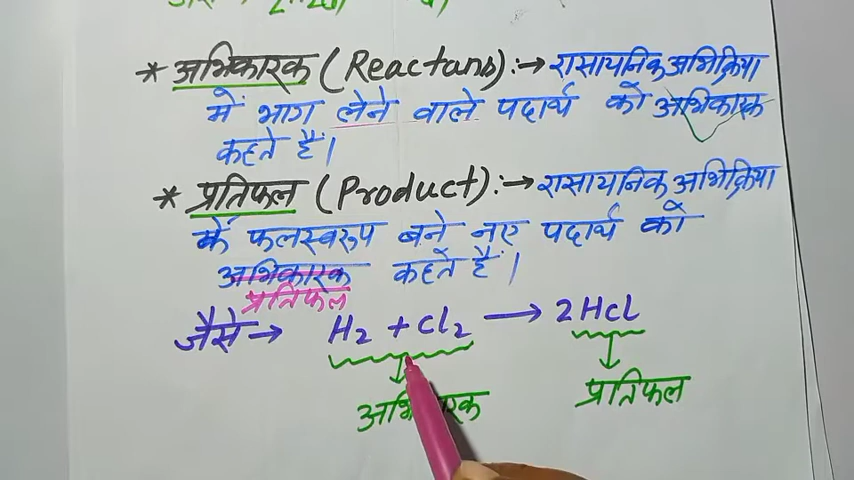 * अभिकारक (Reactans):→ रासायनिक अभिक्रिया
में भाग लेने वाले पदार्थ को अभिकारक
कहते हैं।
* प्रतिफल (Product):→ रासायनिक अभिक्रिया
के फलस्वरूप बने नए पदार्थ को
अभिकारक कहते है।
प्रतिफल
जैसे → H₂ + Cl₂ → 2HCl
प्रतिफल